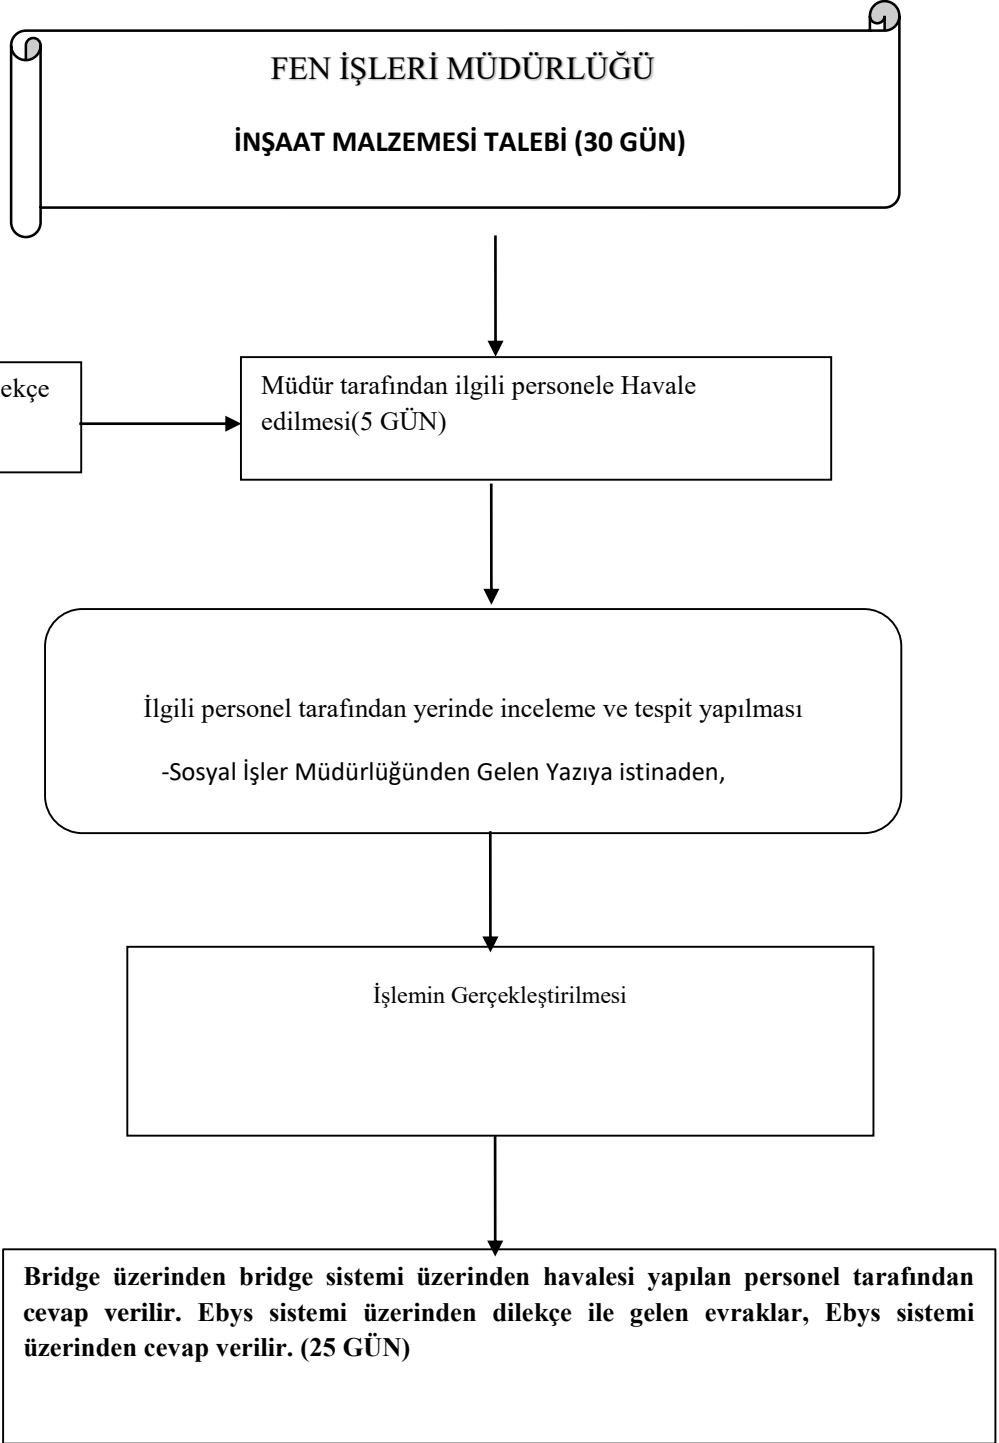 FEN İŞLERİ MÜDÜRLÜĞÜ
İNŞAAT MALZEMESİ TALEBİ (30 GÜN)
ekçe
Müdür tarafından ilgili personele Havale
edilmesi(5 GÜN)
İlgili personel tarafından yerinde inceleme ve tespit yapılması
-Sosyal İşler Müdürlüğünden Gelen Yazıya istinaden,
İşlemin Gerçekleştirilmesi
Bridge üzerinden bridge sistemi üzerinden havalesi yapılan personel tarafından
cevap verilir. Ebys sistemi üzerinden dilekçe ile gelen evraklar, Ebys sistemi
üzerinden cevap verilir. (25 GÜN)